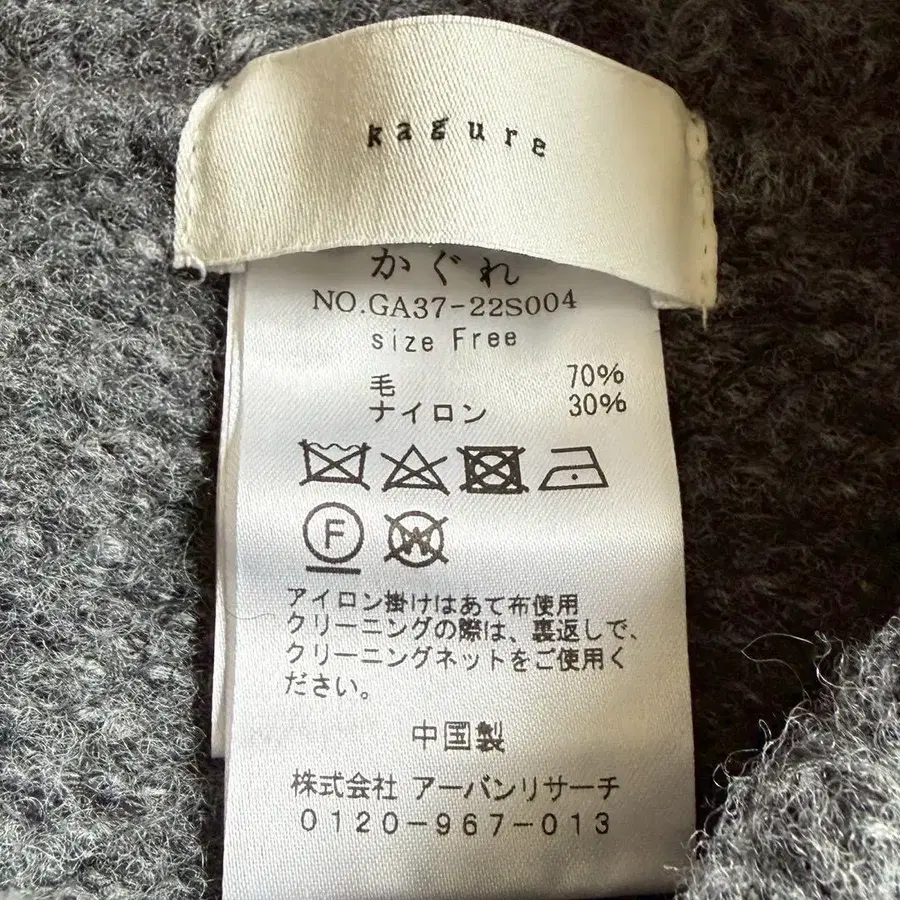 kagure
かぐれ
NO.GA37-22S004
size Free
毛 70%
ナイロン 30%
F W
アイロン掛けはあて布使用
クリーニングの際は、裏返しで、
クリーニングネットをご使用く
ださい。
中国製
株式会社 アーバンリサーチ
0120-967-013